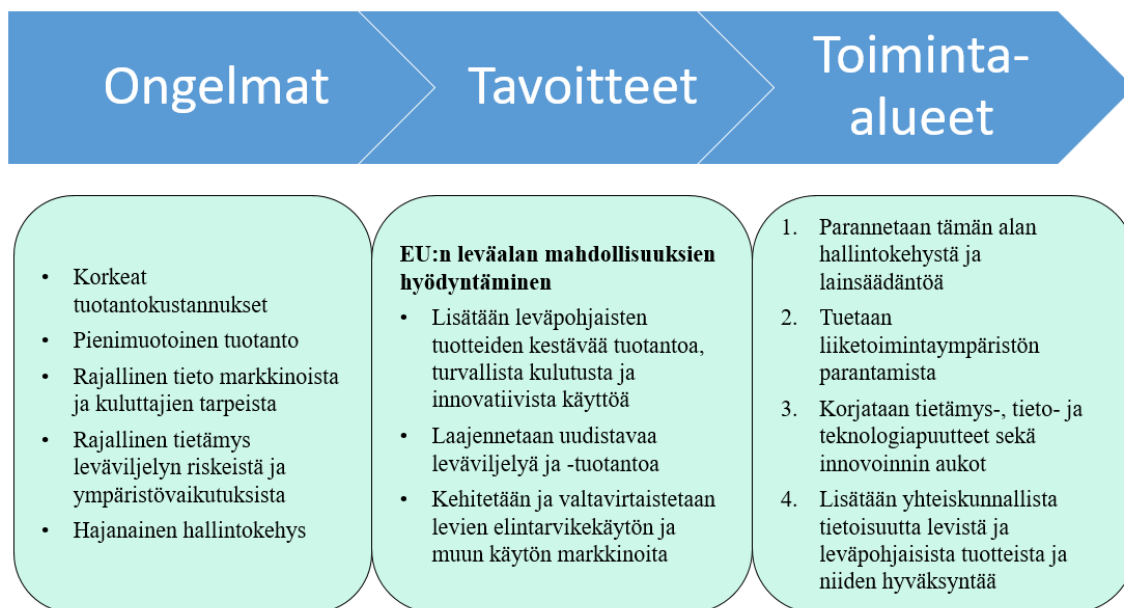 Ongelmat
Tavoitteet
Toiminta-
alueet
• Korkeat
tuotantokustannukset
• Pienimuotoinen tuotanto
• Rajallinen tieto markkinoista
ja kuluttajien tarpeista
• Rajallinen tietämys
leväviljelyn riskeistä ja
ympäristövaikutuksista
• Hajanainen hallintokehys
EU:n leväalan mahdollisuuksien
hyödyntäminen
• Lisätään leväpohjaisten
tuotteiden kestävää tuotantoa,
turvallista kulutusta ja
innovatiivista käyttöä
• Laajennetaan uudistavaa
leväviljelyä ja -tuotantoa
• Kehitetään ja valtavirtaistetaan
levien elintarvikekäytön ja
muun käytön markkinoita
1. Parannetaan tämän alan
hallintokehystä ja
lainsäädäntöä
2. Tuetaan
liiketoimintaympäristön
parantamista
3. Korjataan tietämys-, tieto- ja
teknologiapuutteet sekä
innovoinnin aukot
4. Lisätään yhteiskunnallista
tietoisuutta levistä ja
leväpohjaisista tuotteista ja
niiden hyväksyntää